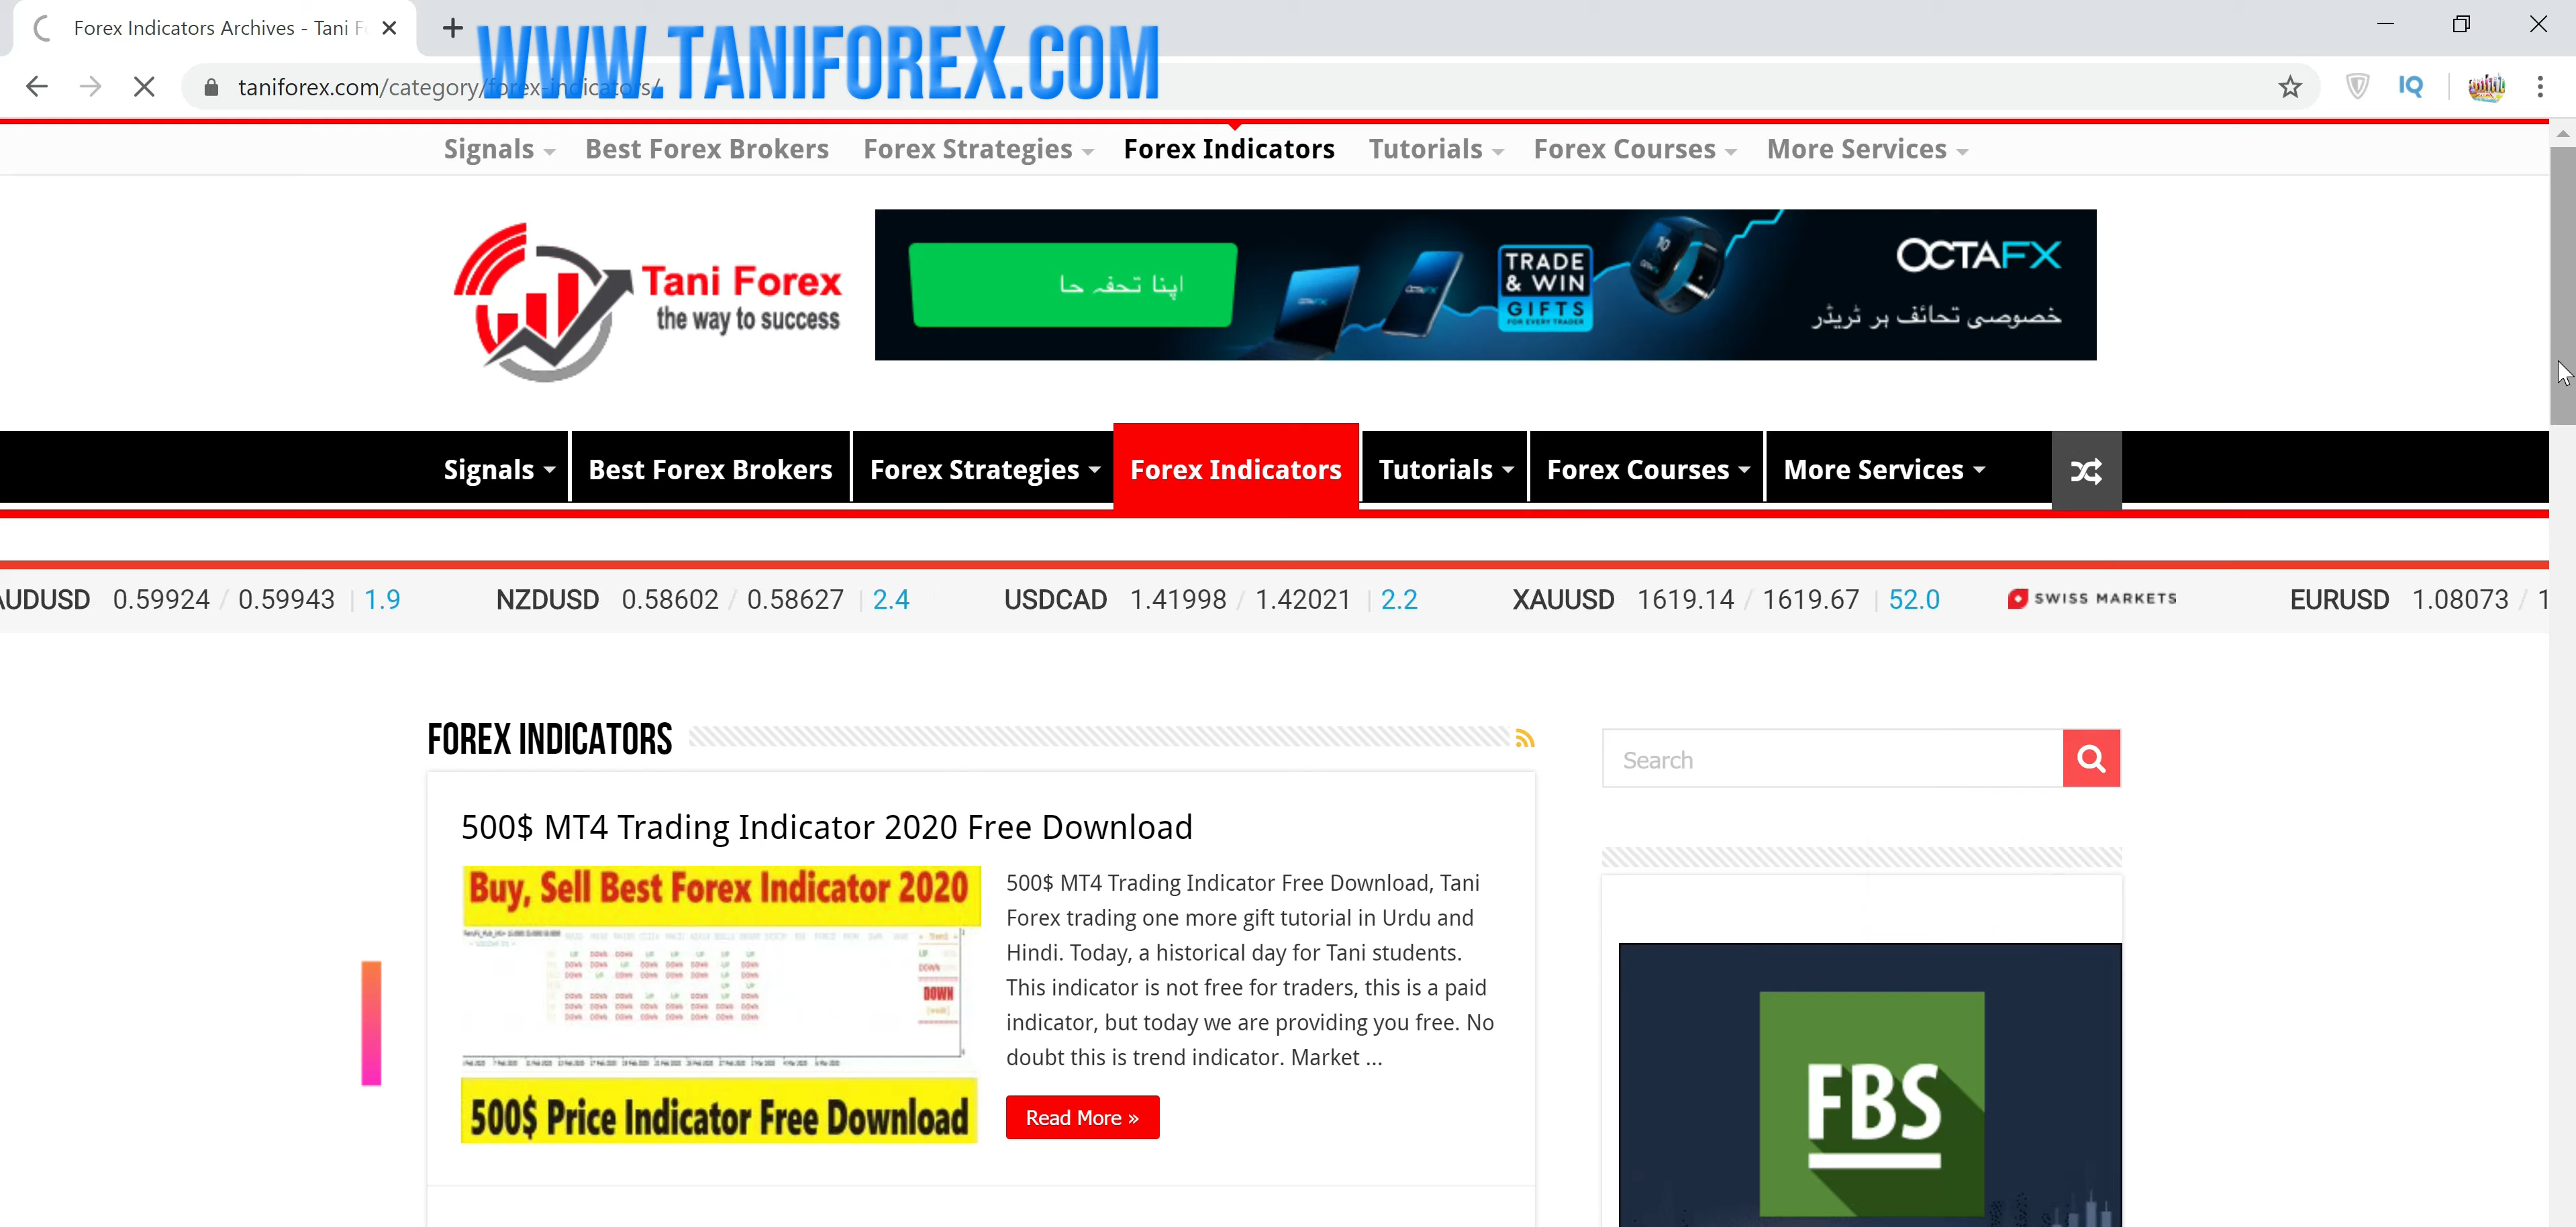 Forex Indicators Archives - Tani F
WWW.TANIFOREX.COM
taniforex.com/category/forex-indicators/
IQ
Signals Best Forex Brokers Forex Strategies Forex Indicators Tutorials Forex Courses More Services
Tani Forex
the way to success
اپنا تحفہ حا
TRADE
& WIN
GIFTS
FOR EVERY TRADER
10
OCTAFX
خصوصی تحائف ہر ٹریڈر
Signals Best Forex Brokers Forex Strategies Forex Indicators Tutorials Forex Courses More Services
AUDUSD 0.59924 / 0.59943 | 1.9 NZDUSD 0.58602 / 0.58627 | 2.4 USDCAD 1.41998 / 1.42021 | 2.2 XAUUSD 1619.14 / 1619.67 | 52.0 SWISS MARKETS EURUSD 1.08073 / 1
FOREX INDICATORS
Search
500$ MT4 Trading Indicator 2020 Free Download
Buy, Sell Best Forex Indicator 2020
DOWN
500$ Price Indicator Free Download
500$ MT4 Trading Indicator Free Download, Tani
Forex trading one more gift tutorial in Urdu and
Hindi. Today, a historical day for Tani students.
This indicator is not free for traders, this is a paid
indicator, but today we are providing you free. No
doubt this is trend indicator. Market ...
Read More »
FBS